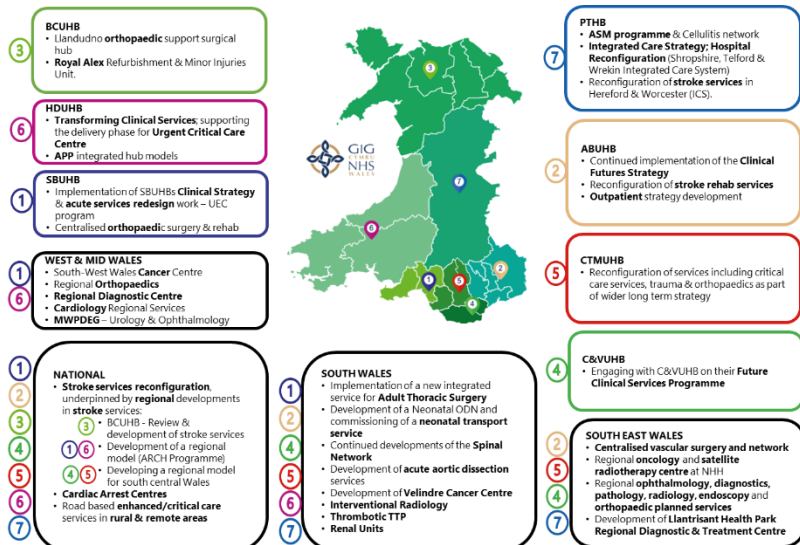 BCUHB
3
• Llandudno orthopaedic support surgical
hub
• Royal Alex Refurbishment & Minor Injuries
Unit.
HDUHB
6
• Transforming Clinical Services; supporting
the delivery phase for Urgent Critical Care
Centre
• APP integrated hub models
SBUHB
1
• Implementation of SBUHBs Clinical Strategy
& acute services redesign work – UEC
program
• Centralised orthopaedic surgery & rehab
WEST & MID WALES
1
6
• South-West Wales Cancer Centre
• Regional Orthopaedics
• Regional Diagnostic Centre
• Cardiology Regional Services
• MWPDEG – Urology & Ophthalmology
GIG
CYMRU
NHS
WALES
3
7
6
1
5
2
4
PTHB
7
• ASM programme & Cellulitis network
• Integrated Care Strategy; Hospital
Reconfiguration (Shropshire, Telford &
Wrekin Integrated Care System)
• Reconfiguration of stroke services in
Hereford & Worcester (ICS).
ABUHB
2
• Continued implementation of the Clinical
Futures Strategy
• Reconfiguration of stroke rehab services
• Outpatient strategy development
CTMUHB
5
• Reconfiguration of services including critical
care services, trauma & orthopaedics as part
of wider long term strategy
C&VUHB
4
• Engaging with C&VUHB on their Future
Clinical Services Programme
1
2
3
4
5
6
7
NATIONAL
• Stroke services reconfiguration,
underpinned by regional developments
in stroke services:
3 • BCUHB - Review &
development of stroke services
1 6 • Development of a regional
model (ARCH Programme)
4 5 • Developing a regional model
for south central Wales
• Cardiac Arrest Centres
• Road based enhanced/critical care
services in rural & remote areas
1
2
4
5
6
7
SOUTH WALES
• Implementation of a new integrated
service for Adult Thoracic Surgery
• Development of a Neonatal ODN and
commissioning of a neonatal transport
service
• Continued developments of the Spinal
Network
• Development of acute aortic dissection
services
• Development of Velindre Cancer Centre
• Interventional Radiology
• Thrombotic TTP
• Renal Units
2
5
4
7
SOUTH EAST WALES
• Centralised vascular surgery and network
• Regional oncology and satellite
radiotherapy centre at NHH
• Regional ophthalmology, diagnostics,
pathology, radiology, endoscopy and
orthopaedic planned services
• Development of Llantrisant Health Park
Regional Diagnostic & Treatment Centre